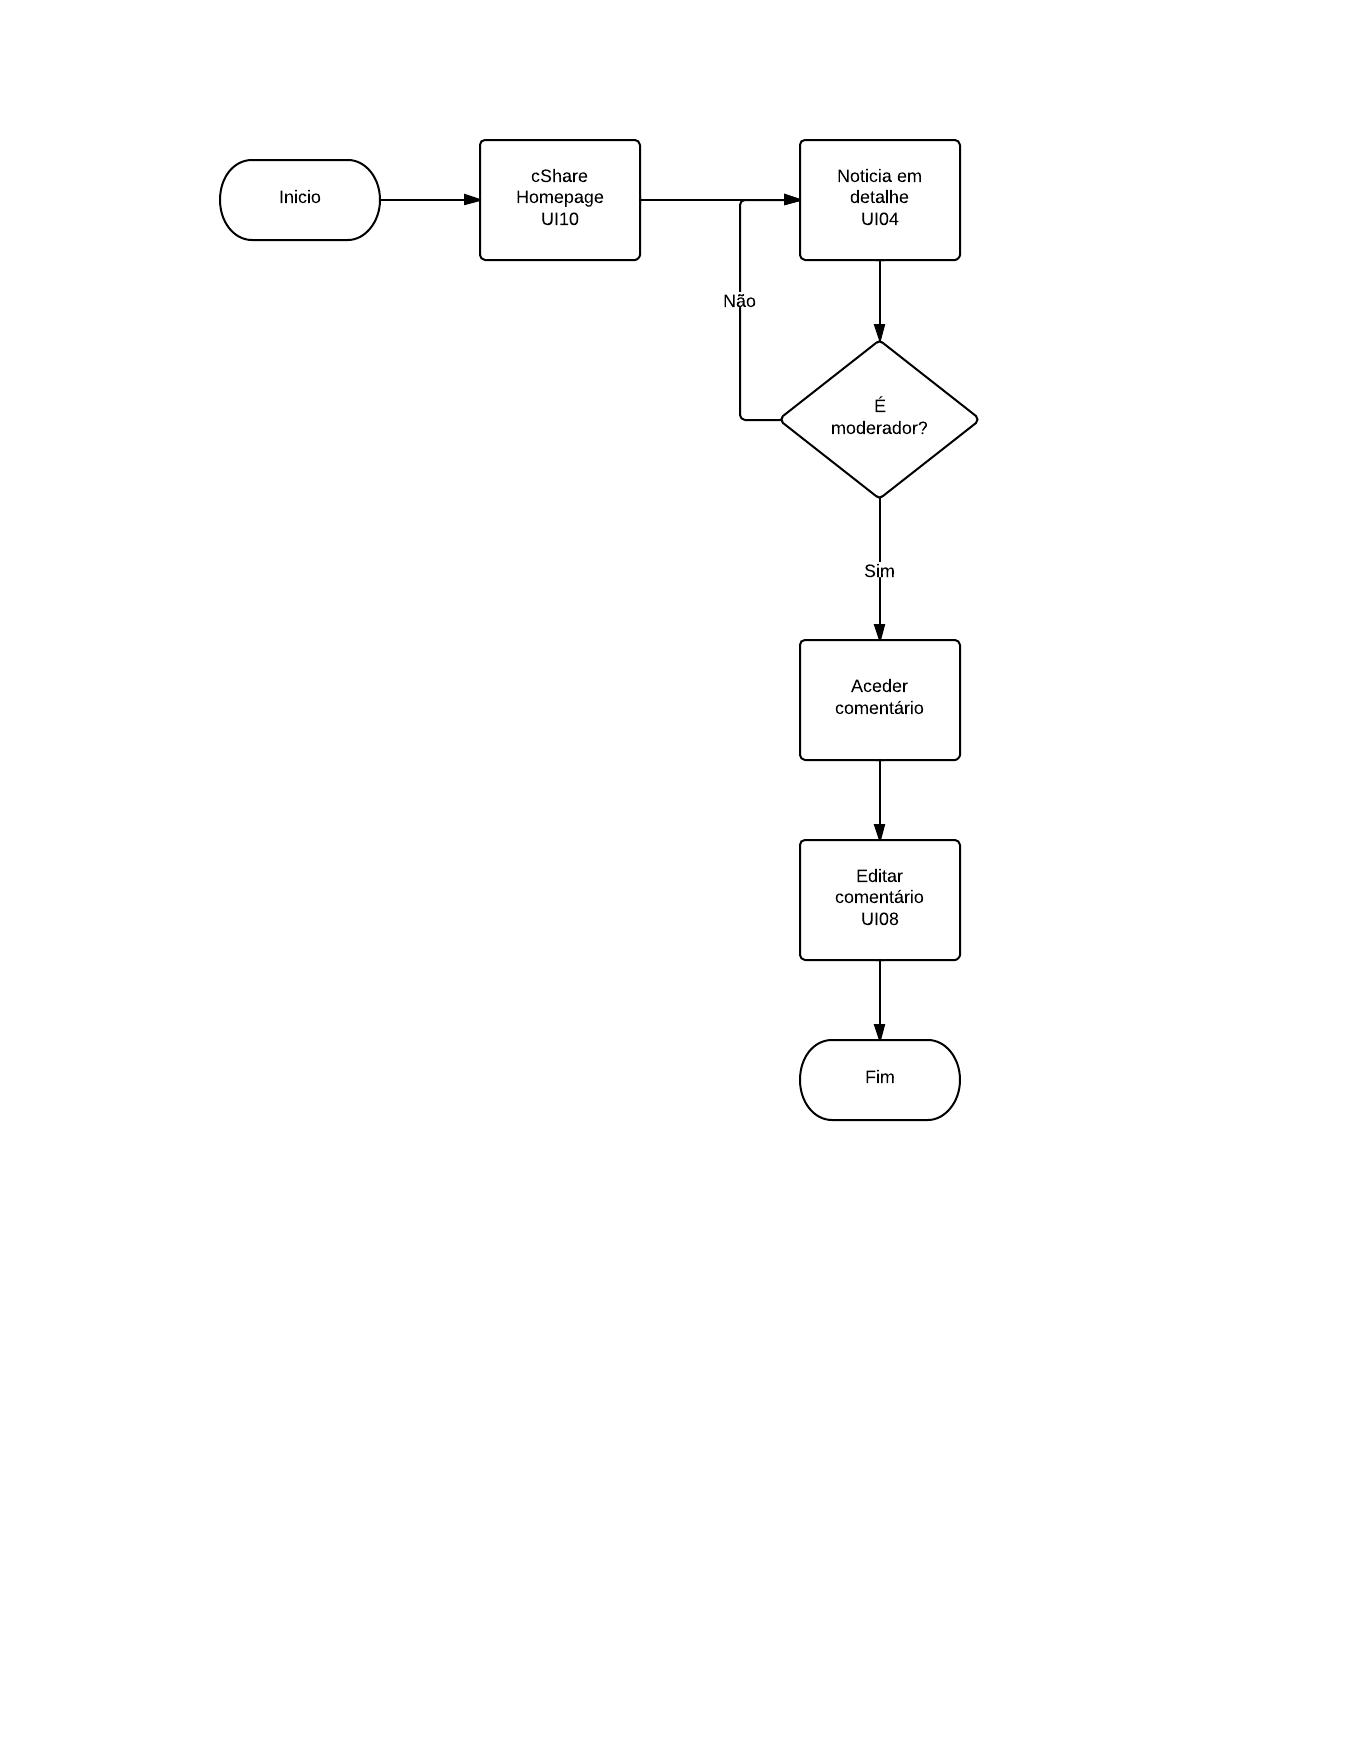 Inicio
cShare
Homepage
UI10
Noticia em
detalhe
UI04
Não
É
moderador?
Sim
Aceder
comentário
Editar
comentário
UI08
Fim